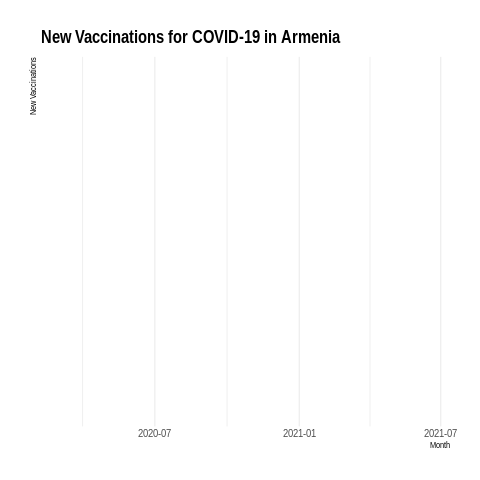 New Vaccinations for COVID-19 in Armenia
New Vaccinations
2020-07
2021-01
2021-07
Month